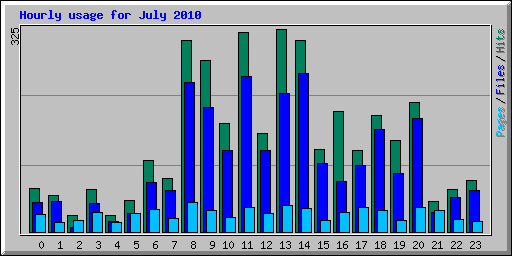 Hourly usage for July 2010
325
Pages / Files / Hits
0 1 2 3 4 5 6 7 8 9 10 11 12 13 14 15 16 17 18 19 20 21 22 23